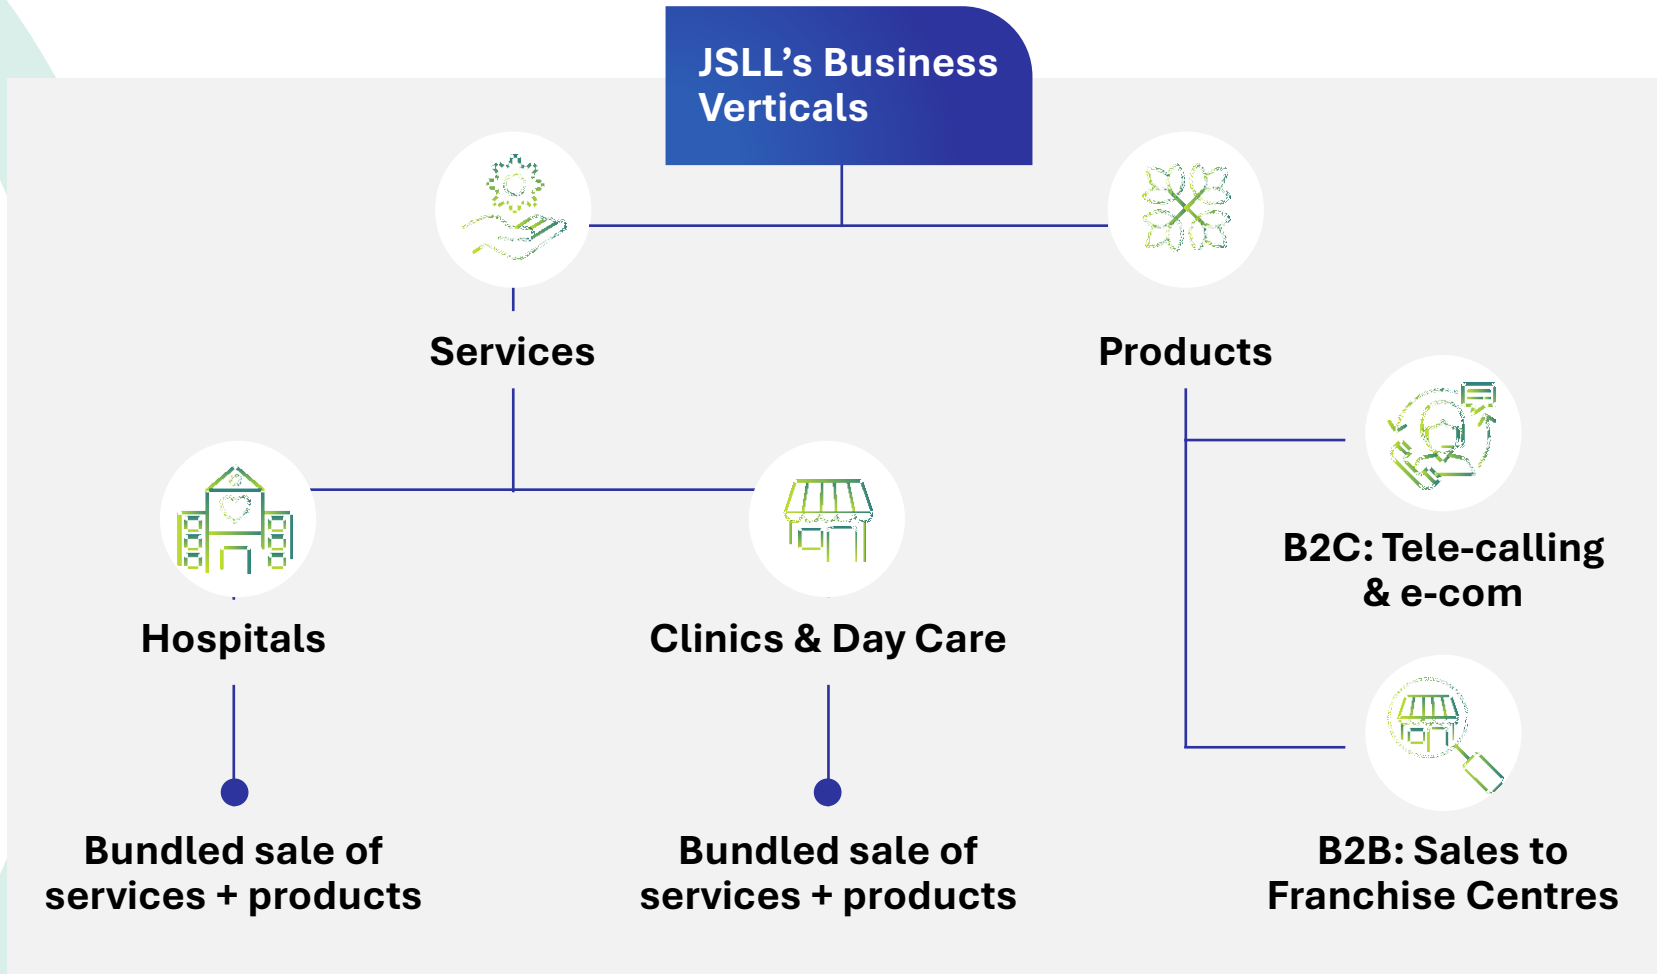 JSLL’s Business
Verticals
Services
Products
B2C: Tele-calling
& e-com
Hospitals
Clinics & Day Care
Bundled sale of
services + products
Bundled sale of
services + products
B2B: Sales to
Franchise Centres